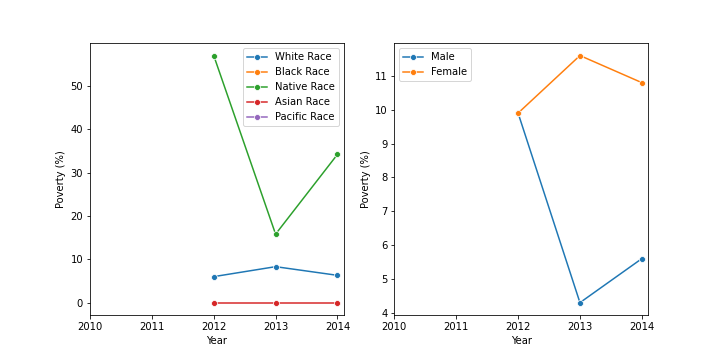 White Race
Black Race
Native Race
Asian Race
Pacific Race
50
40
30
20
10
0
Poverty (%)
2010 2011 2012 2013 2014
Year
Male
Female
11
10
9
8
7
6
5
4
Poverty (%)
2010 2011 2012 2013 2014
Year